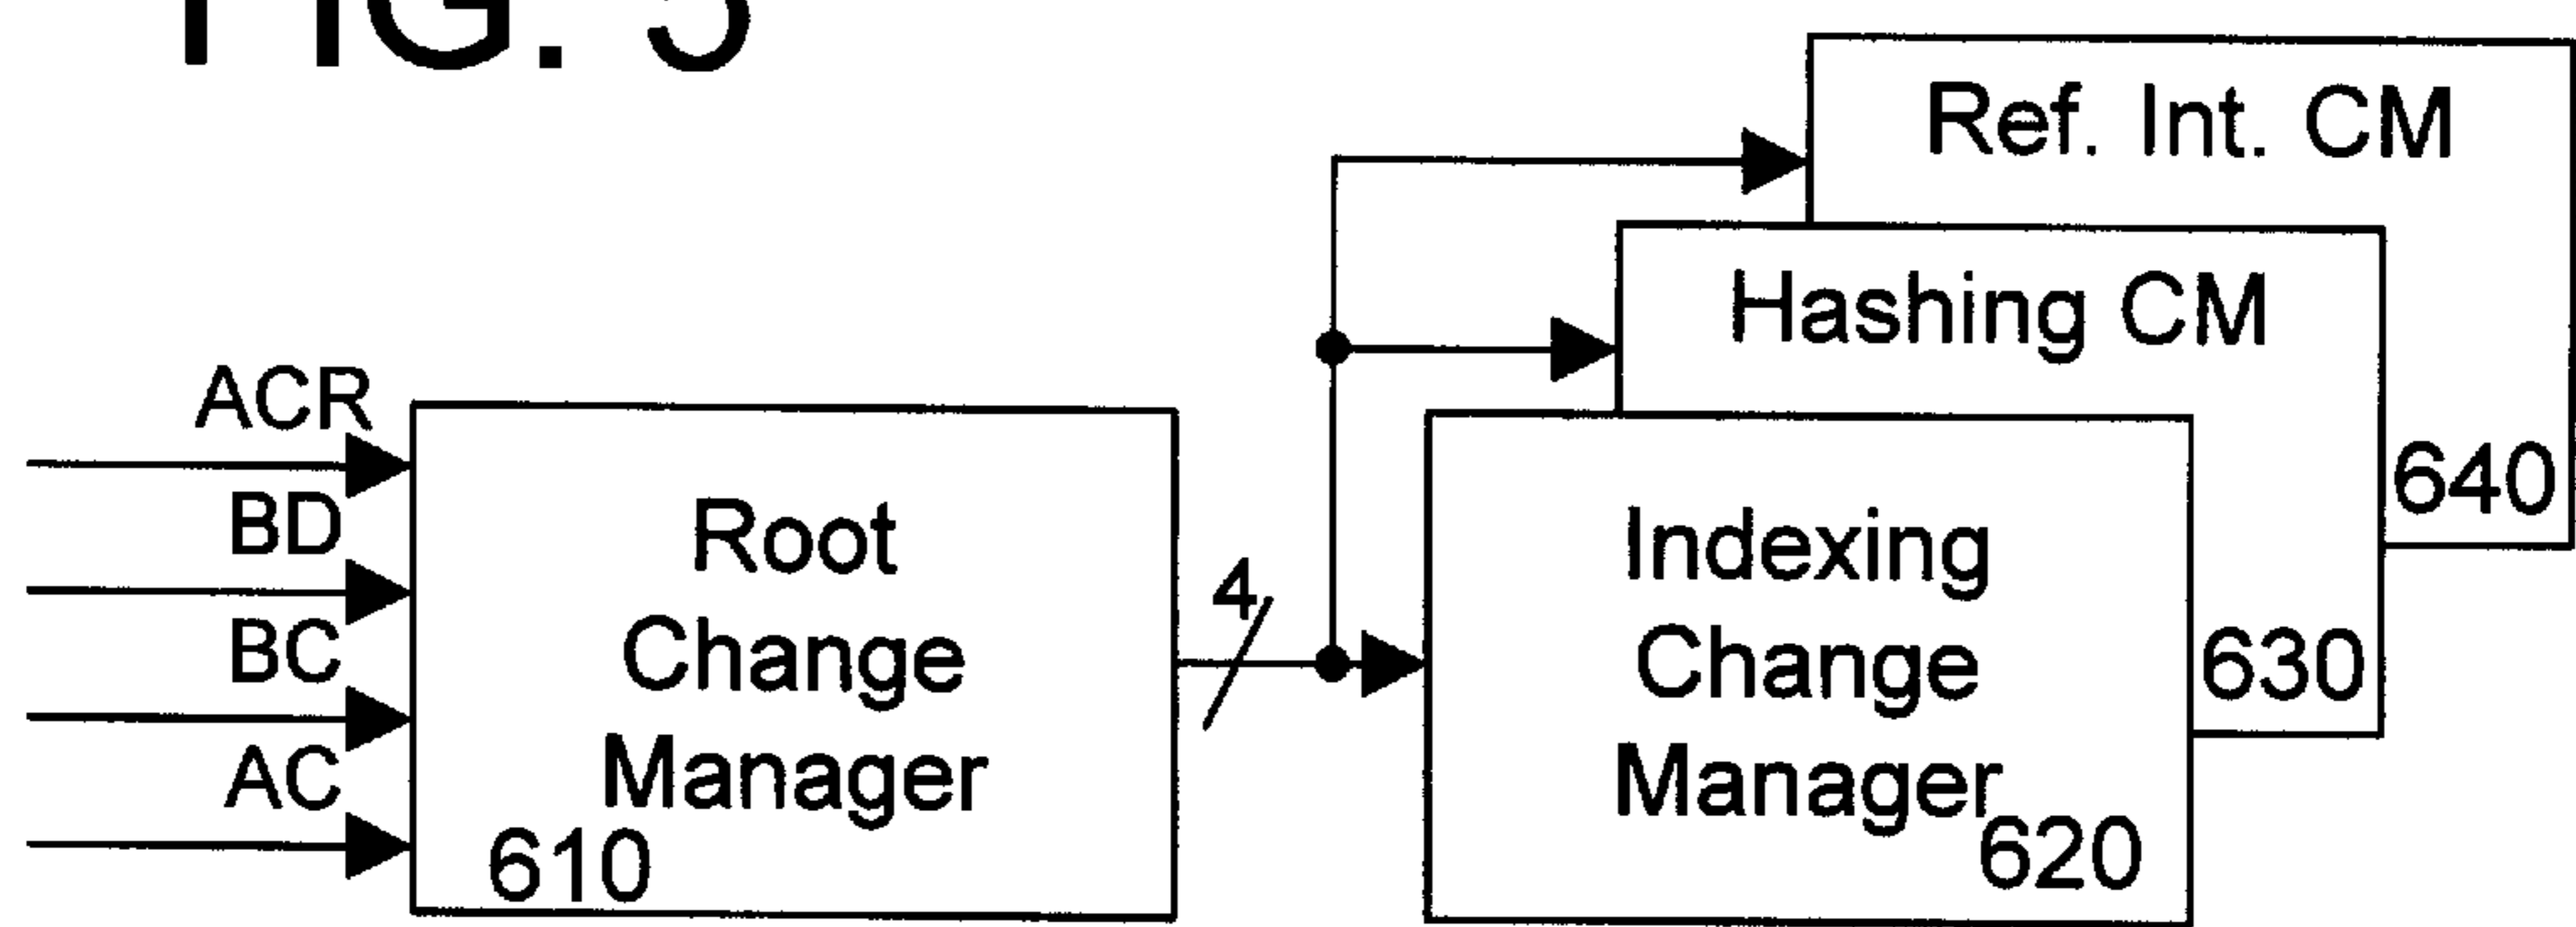 FIG. 5
Ref. Int. CM
Hashing CM
ACR
BD
BC
AC
Root
Change
Manager
610
4
Indexing
Change
Manager
620
630
640